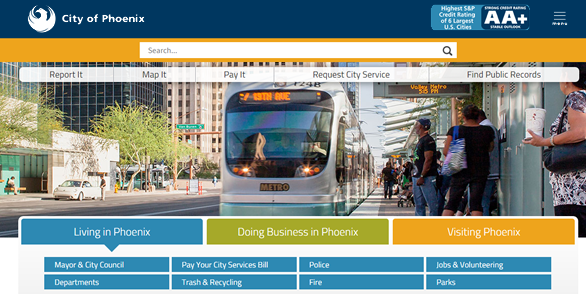 City of Phoenix
Highest S&P
Credit Rating
of 6 Largest
U.S. Cities
STRONG CREDIT RATING
AA+
STABLE OUTLOOK
Search...
Report It
Map It
Pay It
Request City Service
Find Public Records
Valley Metro
5:15 PM
METRO
Living in Phoenix
Doing Business in Phoenix
Visiting Phoenix
Mayor & City Council
Pay Your City Services Bill
Police
Jobs & Volunteering
Departments
Trash & Recycling
Fire
Parks